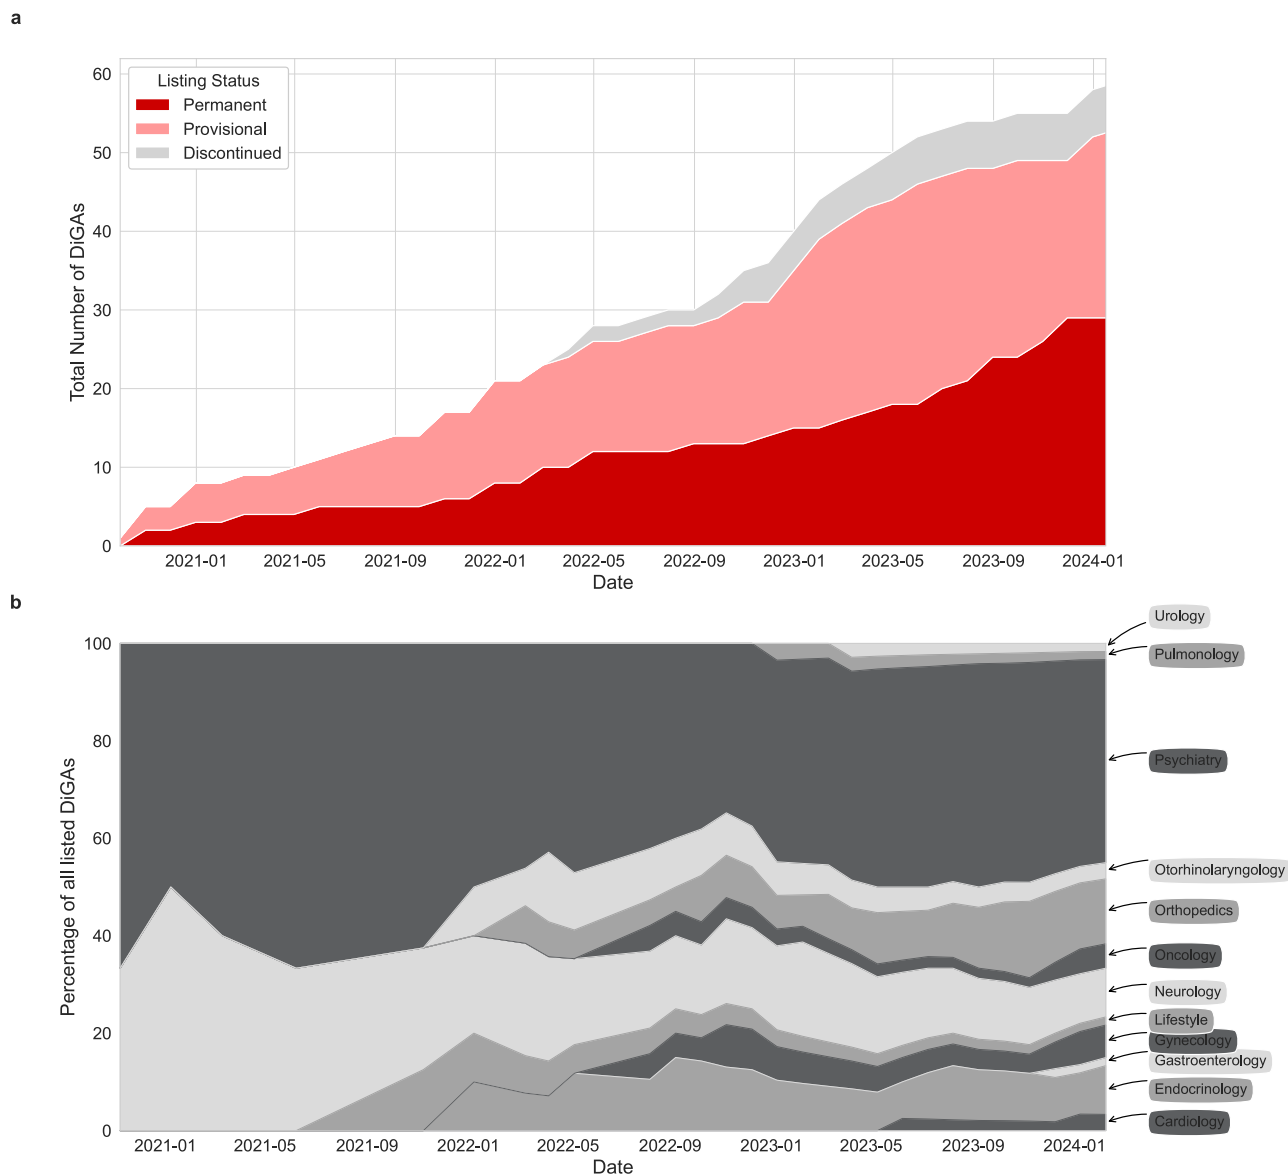 a
Total Number of DiGAs
60
50
40
30
20
10
0
Listing Status
Permanent
Provisional
Discontinued
2021-01 2021-05 2021-09 2022-01 2022-05 2022-09 2023-01 2023-05 2023-09 2024-01
Date
b
Percentage of all listed DiGAs
100
80
60
40
20
0
Urology
Pulmonology
Psychiatry
Otorhinolaryngology
Orthopedics
Oncology
Neurology
Lifestyle
Gynecology
Gastroenterology
Endocrinology
Cardiology
2021-01 2021-05 2021-09 2022-01 2022-05 2022-09 2023-01 2023-05 2023-09 2024-01
Date